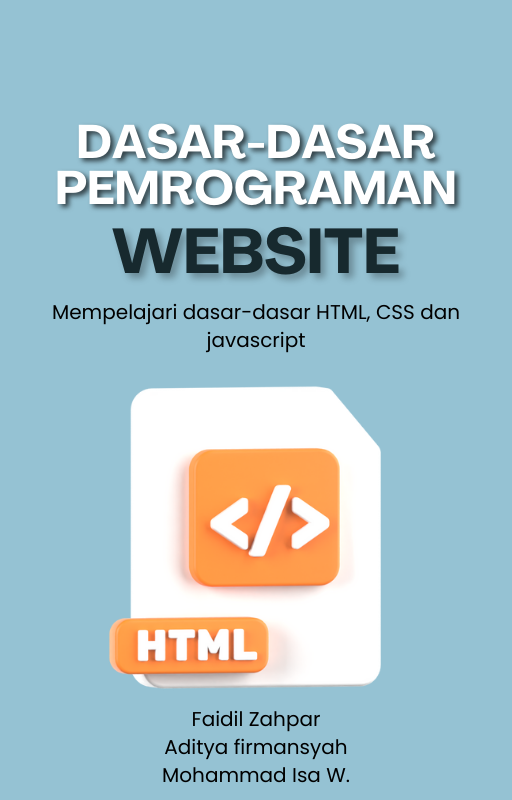 DASAR-DASAR
PEMROGRAMAN
WEBSITE
Mempelajari dasar-dasar HTML, CSS dan
javascript
</>
HTML
Faidil Zahpar
Aditya firmansyah
Mohammad Isa W.